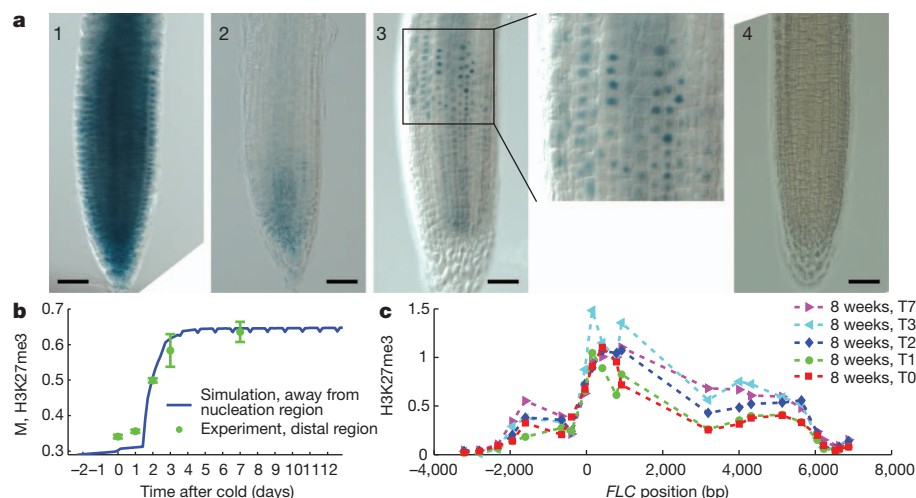 a
1
2
3
4
b
M, H3K27me3
0.7
0.6
0.5
0.4
0.3
Simulation, away from
nucleation region
Experiment, distal region
−2 −1 0 1 2 3 4 5 6 7 8 9 101112
Time after cold (days)
c
H3K27me3
1.5
1
0.5
0
8 weeks, T7
8 weeks, T3
8 weeks, T2
8 weeks, T1
8 weeks, T0
−4,000 −2,000 0 2,000 4,000 6,000 8,000
FLC position (bp)